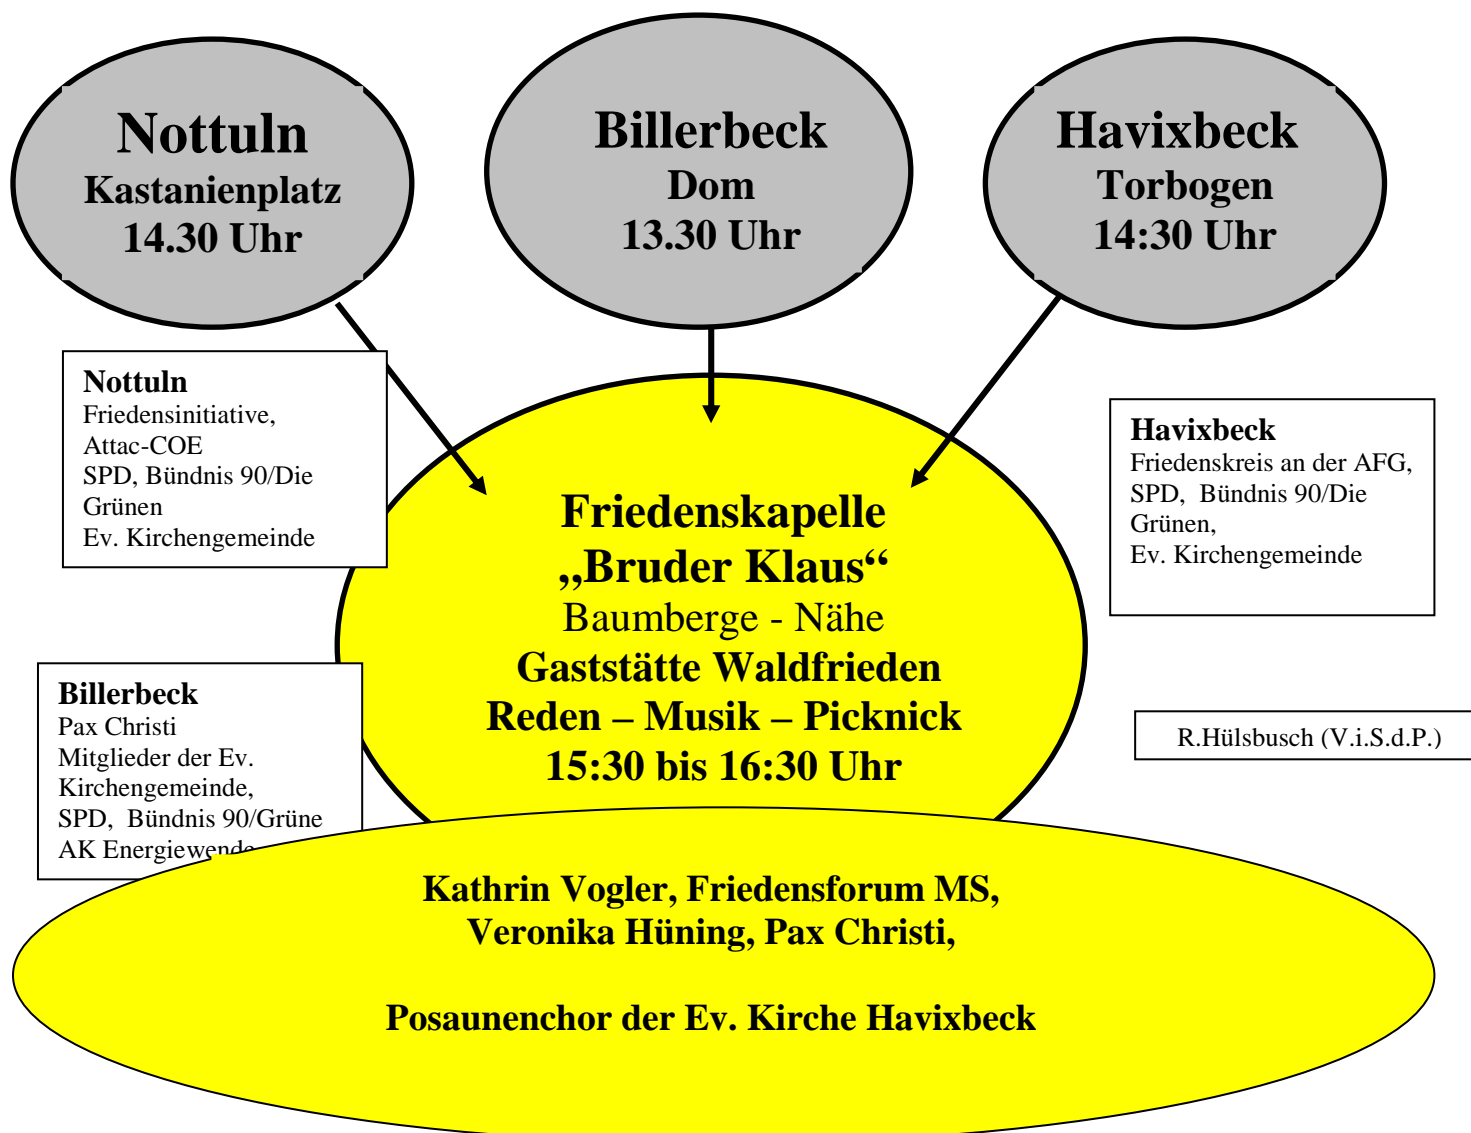 Nottuln
Kastanienplatz
14.30 Uhr
Billerbeck
Dom
13.30 Uhr
Havixbeck
Torbogen
14:30 Uhr
Nottuln
Friedensinitiative,
Attac-COE
SPD, Bündnis 90/Die
Grünen
Ev. Kirchengemeinde
Havixbeck
Friedenskreis an der AFG,
SPD, Bündnis 90/Die
Grünen,
Ev. Kirchengemeinde
Friedenskapelle
„Bruder Klaus“
Baumberge - Nähe
Gaststätte Waldfrieden
Reden – Musik – Picknick
15:30 bis 16:30 Uhr
Billerbeck
Pax Christi
Mitglieder der Ev.
Kirchengemeinde,
SPD, Bündnis 90/Grüne
AK Energiewende
R.Hülsbusch (V.i.S.d.P.)
Kathrin Vogler, Friedensforum MS,
Veronika Hüning, Pax Christi,
Posaunenchor der Ev. Kirche Havixbeck